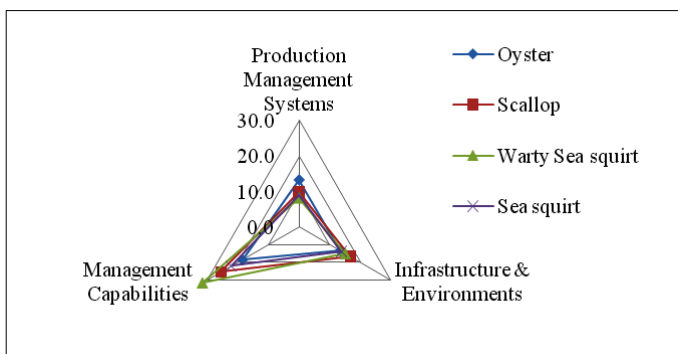 Production
Management
Systems
30.0
20.0
10.0
0.0
Management
Capabilities
Infrastructure &
Environments
Oyster
Scallop
Warty Sea squirt
Sea squirt